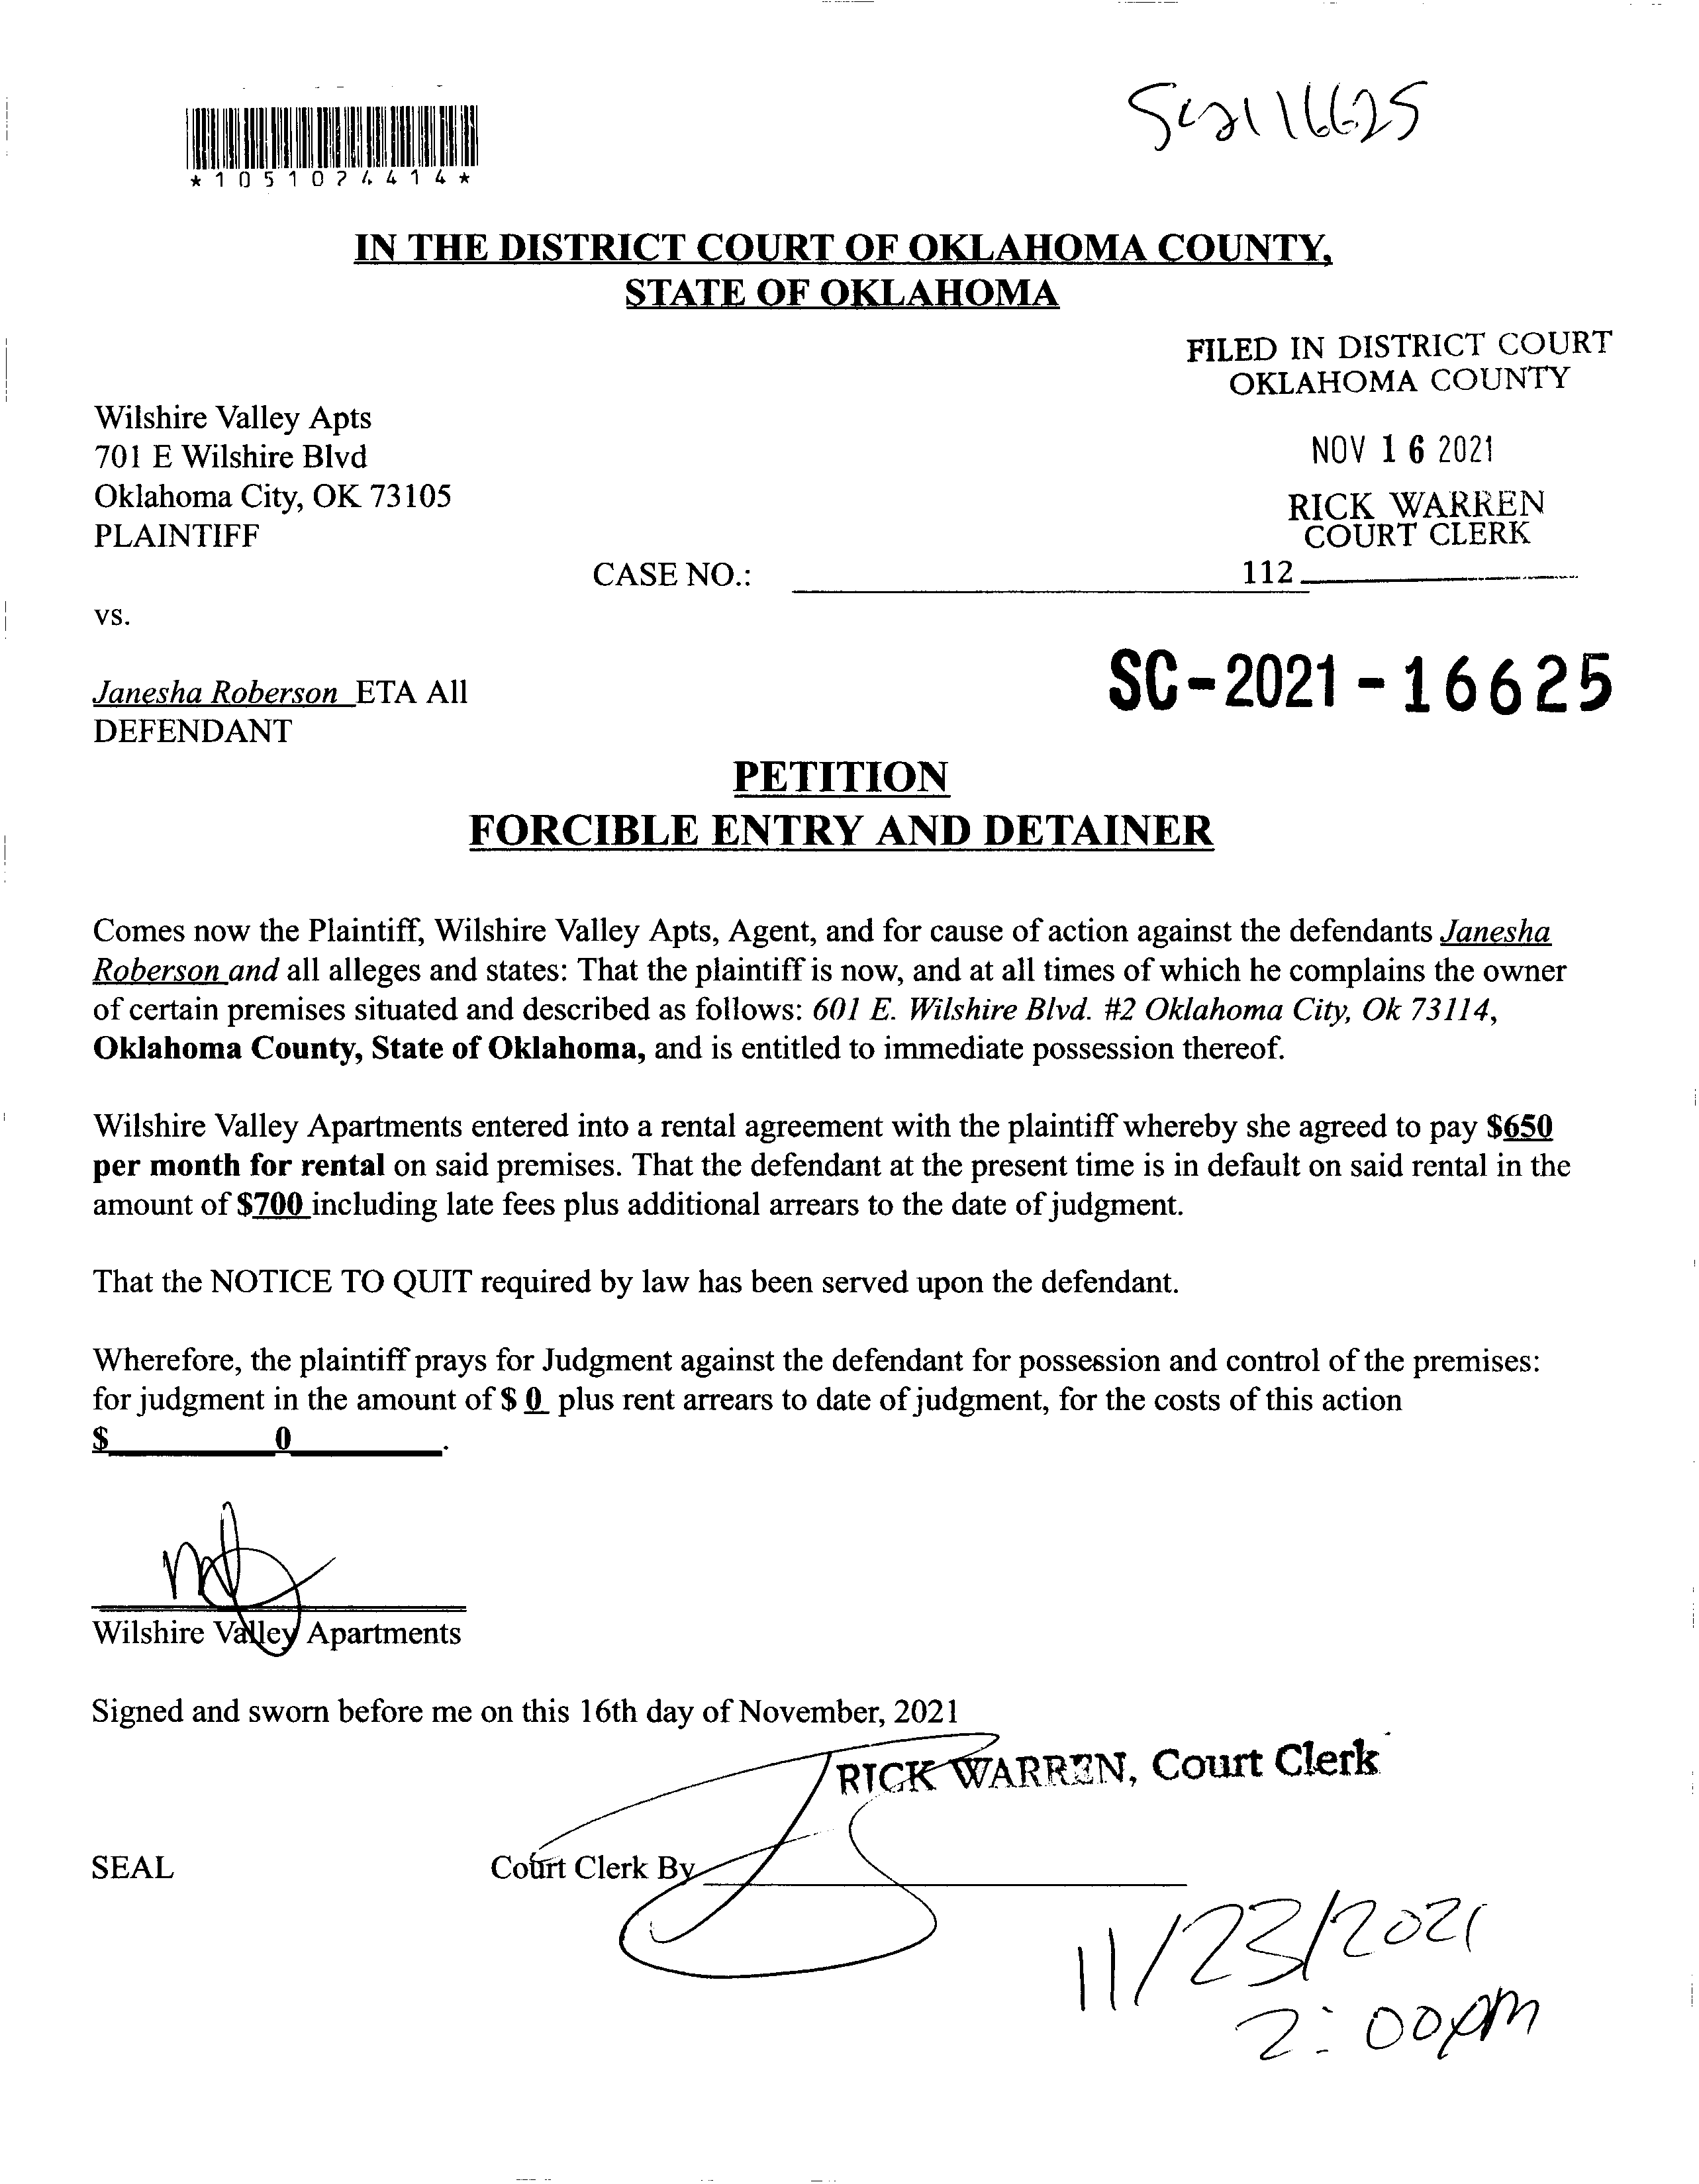 Sc2116625
*1051024414*
IN THE DISTRICT COURT OF OKLAHOMA COUNTY,
STATE OF OKLAHOMA
FILED IN DISTRICT COURT
OKLAHOMA COUNTY
Wilshire Valley Apts
701 E Wilshire Blvd
NOV 16 2021
Oklahoma City, OK 73105
RICK WARREN
PLAINTIFF
COURT CLERK
CASE NO.:
112
vs.
Janesha Roberson ETA All
SC-2021-16625
DEFENDANT
PETITION
FORCIBLE ENTRY AND DETAINER
Comes now the Plaintiff, Wilshire Valley Apts, Agent, and for cause of action against the defendants Janesha
Roberson and all alleges and states: That the plaintiff is now, and at all times of which he complains the owner
of certain premises situated and described as follows: 601 E. Wilshire Blvd. #2 Oklahoma City, Ok 73114,
Oklahoma County, State of Oklahoma, and is entitled to immediate possession thereof.
Wilshire Valley Apartments entered into a rental agreement with the plaintiff whereby she agreed to pay $650
per month for rental on said premises. That the defendant at the present time is in default on said rental in the
amount of $700 including late fees plus additional arrears to the date of judgment.
That the NOTICE TO QUIT required by law has been served upon the defendant.
Wherefore, the plaintiff prays for Judgment against the defendant for possession and control of the premises:
for judgment in the amount of $ 0 plus rent arrears to date of judgment, for the costs of this action
$ 0 .
Wilshire Valley Apartments
Signed and sworn before me on this 16th day of November, 2021
RICK WARREN, Court Clerk
SEAL
Court Clerk By
11/23/2021
2:00pm